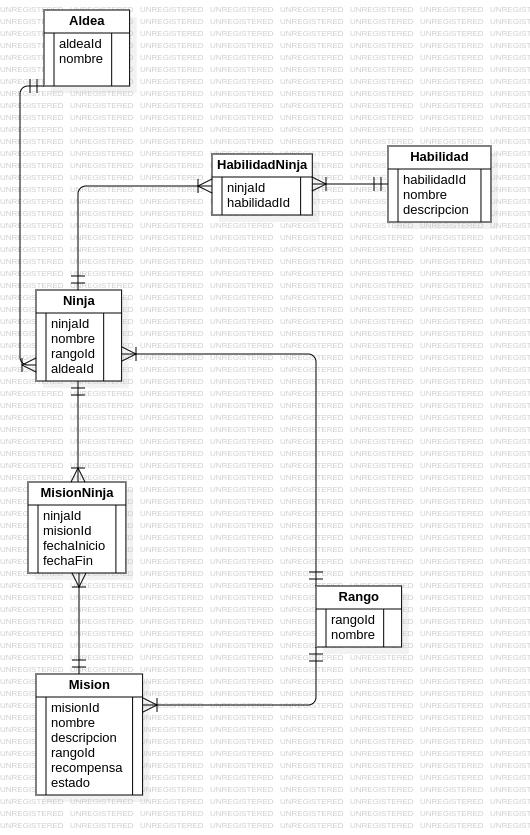 Aldea
aldeaId
nombre
HabilidadNinja
ninjaId
habilidadId
Habilidad
habilidadId
nombre
descripcion
Ninja
ninjaId
nombre
rangoId
aldeaId
MisionNinja
ninjaId
misionId
fechaInicio
fechaFin
Rango
rangoId
nombre
Mision
misionId
nombre
descripcion
rangoId
recompensa
estado
UNREGISTERED